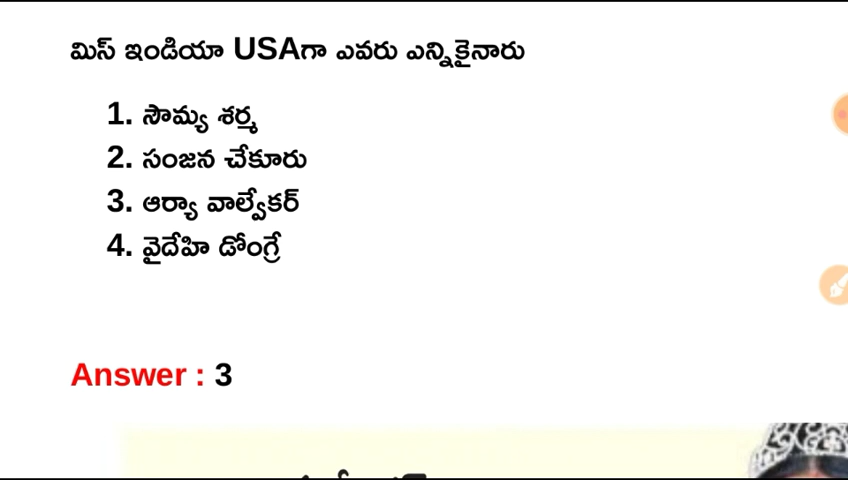 మిస్ ఇండియా USAగా ఎవరు ఎన్నికైనారు
1. సౌమ్య శర్మ
2. సంజన చేకూరు
3. ఆర్యా వాల్వేకర్
4. వైదేహి డోంగ్రే
Answer : 3